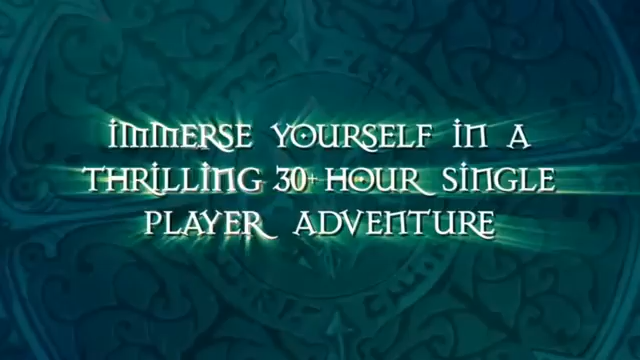 IMMERSE YOURSELF IN A
THRILLING 30+ HOUR SINGLE
PLAYER ADVENTURE